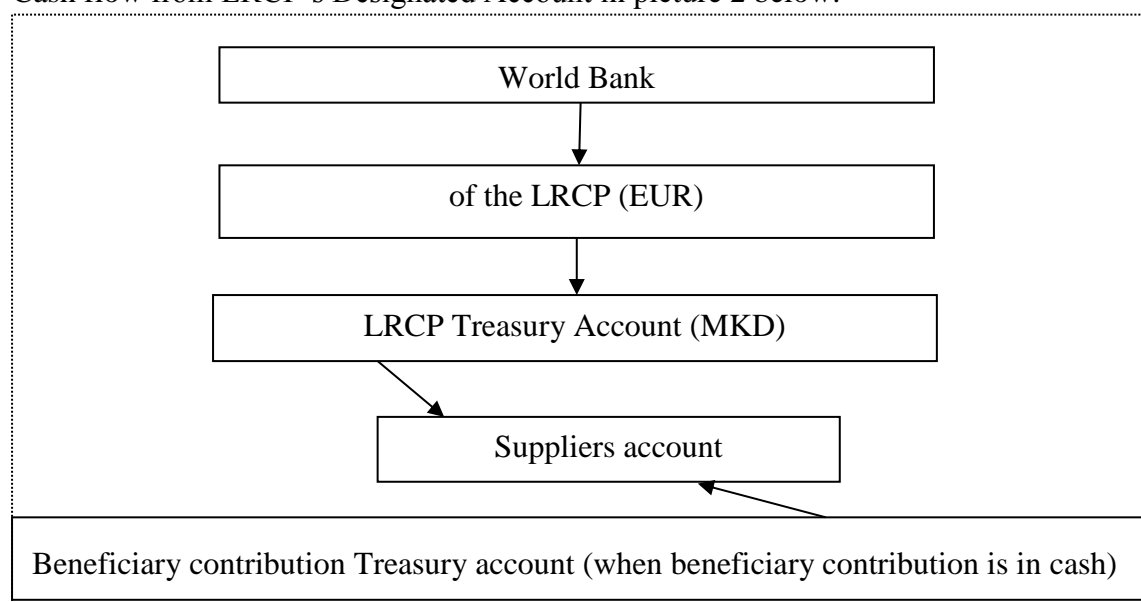 Cash flow from LRCP's Designated Account in picture 2 below:
World Bank
of the LRCP (EUR)
LRCP Treasury Account (MKD)
Suppliers account
Beneficiary contribution Treasury account (when beneficiary contribution is in cash)